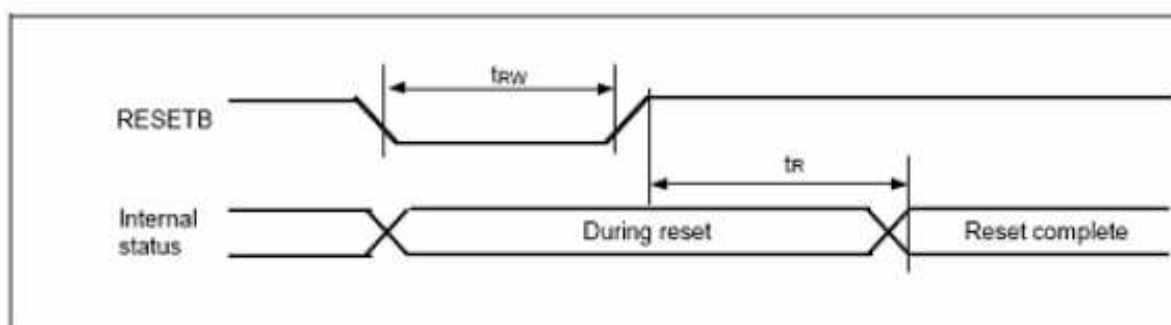 tRW
RESETB
tR
Internal
status
During reset
Reset complete